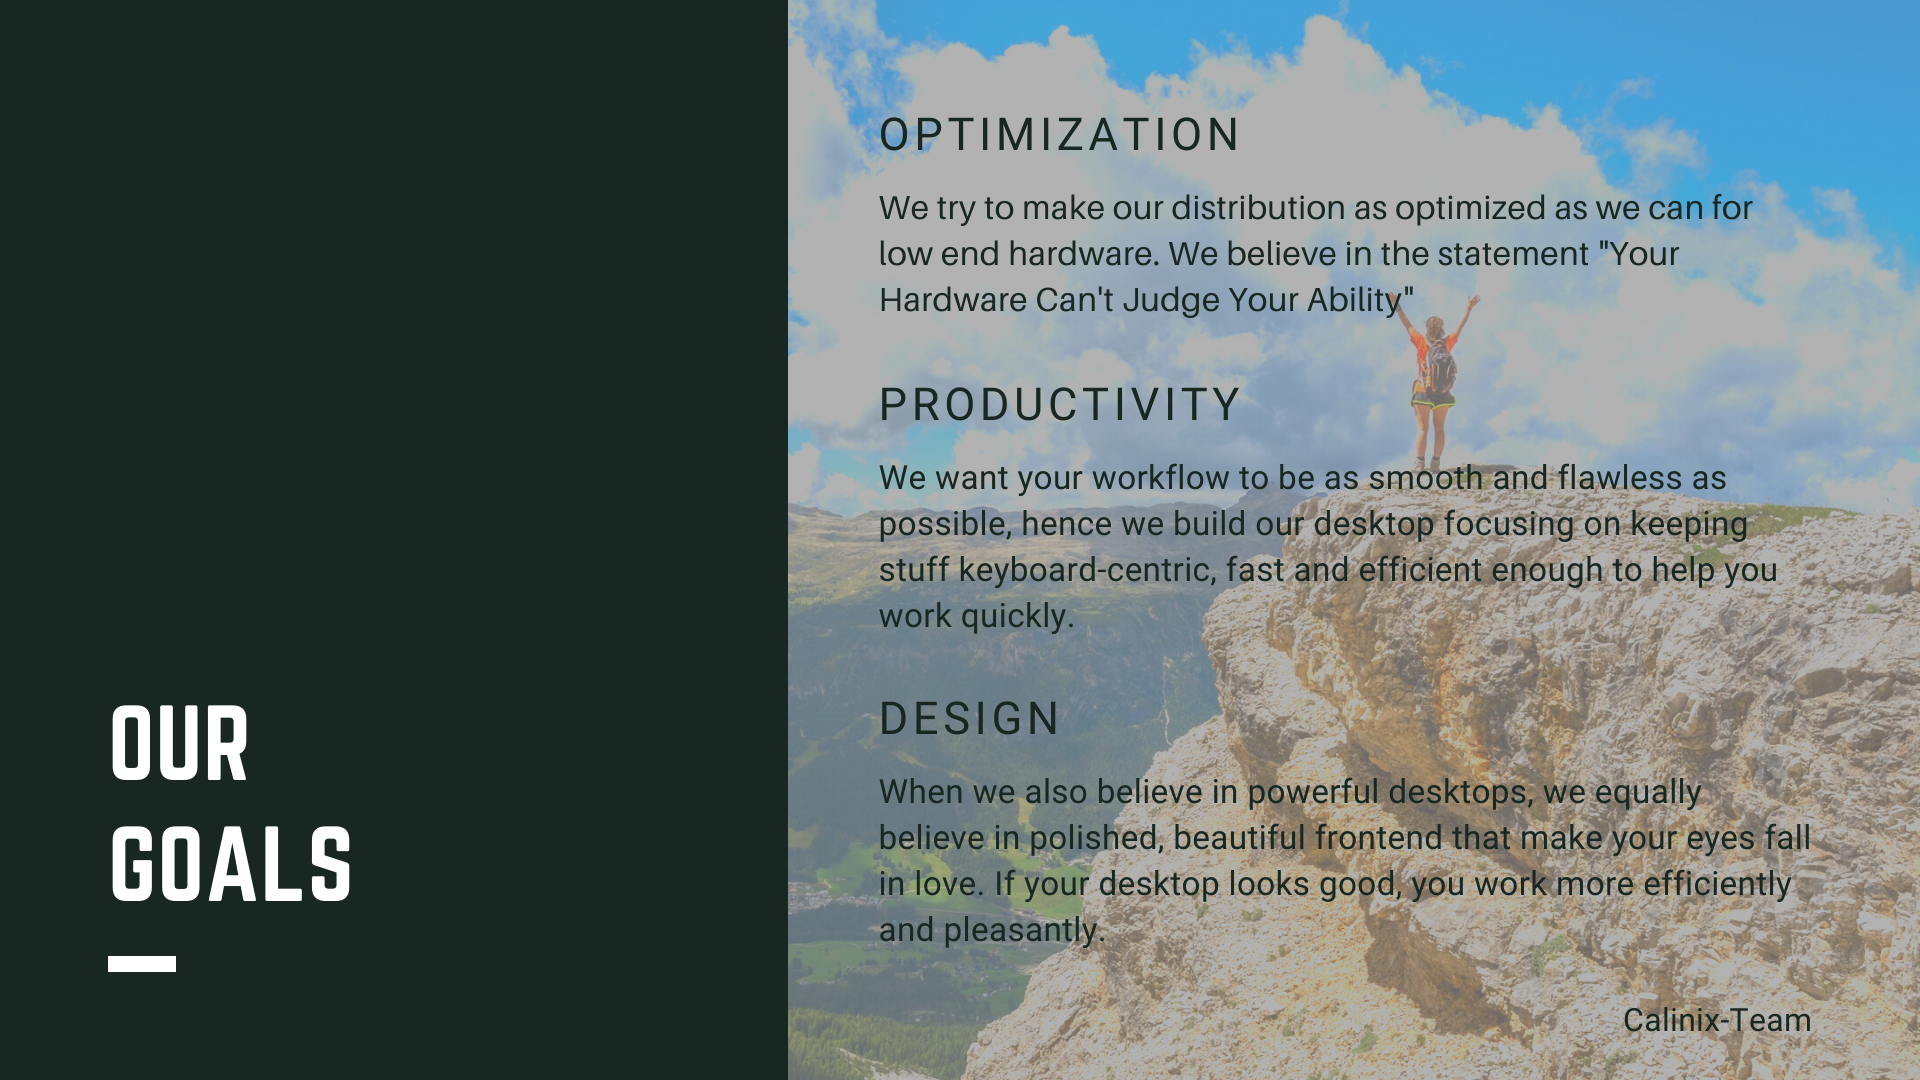 OUR
GOALS
OPTIMIZATION
We try to make our distribution as optimized as we can for
low end hardware. We believe in the statement "Your
Hardware Can't Judge Your Ability"
PRODUCTIVITY
We want your workflow to be as smooth and flawless as
possible, hence we build our desktop focusing on keeping
stuff keyboard-centric, fast and efficient enough to help you
work quickly.
DESIGN
When we also believe in powerful desktops, we equally
believe in polished, beautiful frontend that make your eyes fall
in love. If your desktop looks good, you work more efficiently
and pleasantly.
Calinix-Team